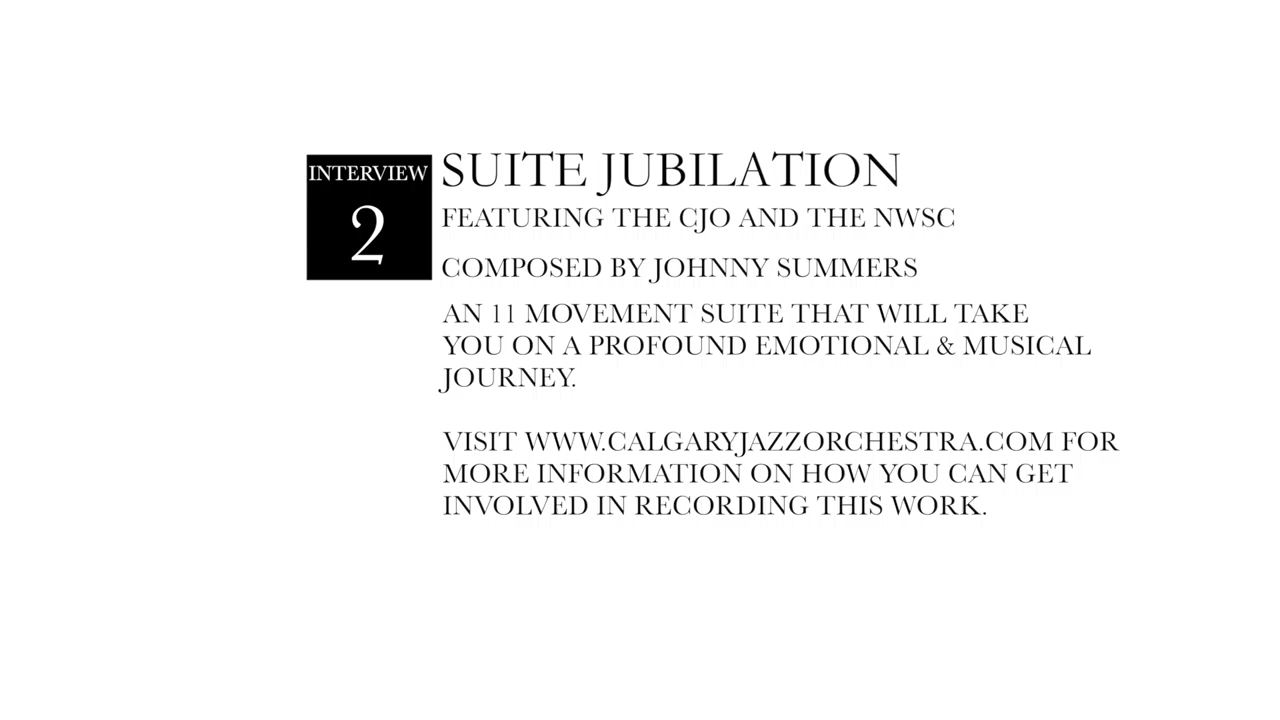 INTERVIEW
2
SUITE JUBILATION
FEATURING THE CJO AND THE NWSC
COMPOSED BY JOHNNY SUMMERS
AN 11 MOVEMENT SUITE THAT WILL TAKE
YOU ON A PROFOUND EMOTIONAL & MUSICAL
JOURNEY.
VISIT WWW.CALGARYJAZZORCHESTRA.COM FOR
MORE INFORMATION ON HOW YOU CAN GET
INVOLVED IN RECORDING THIS WORK.